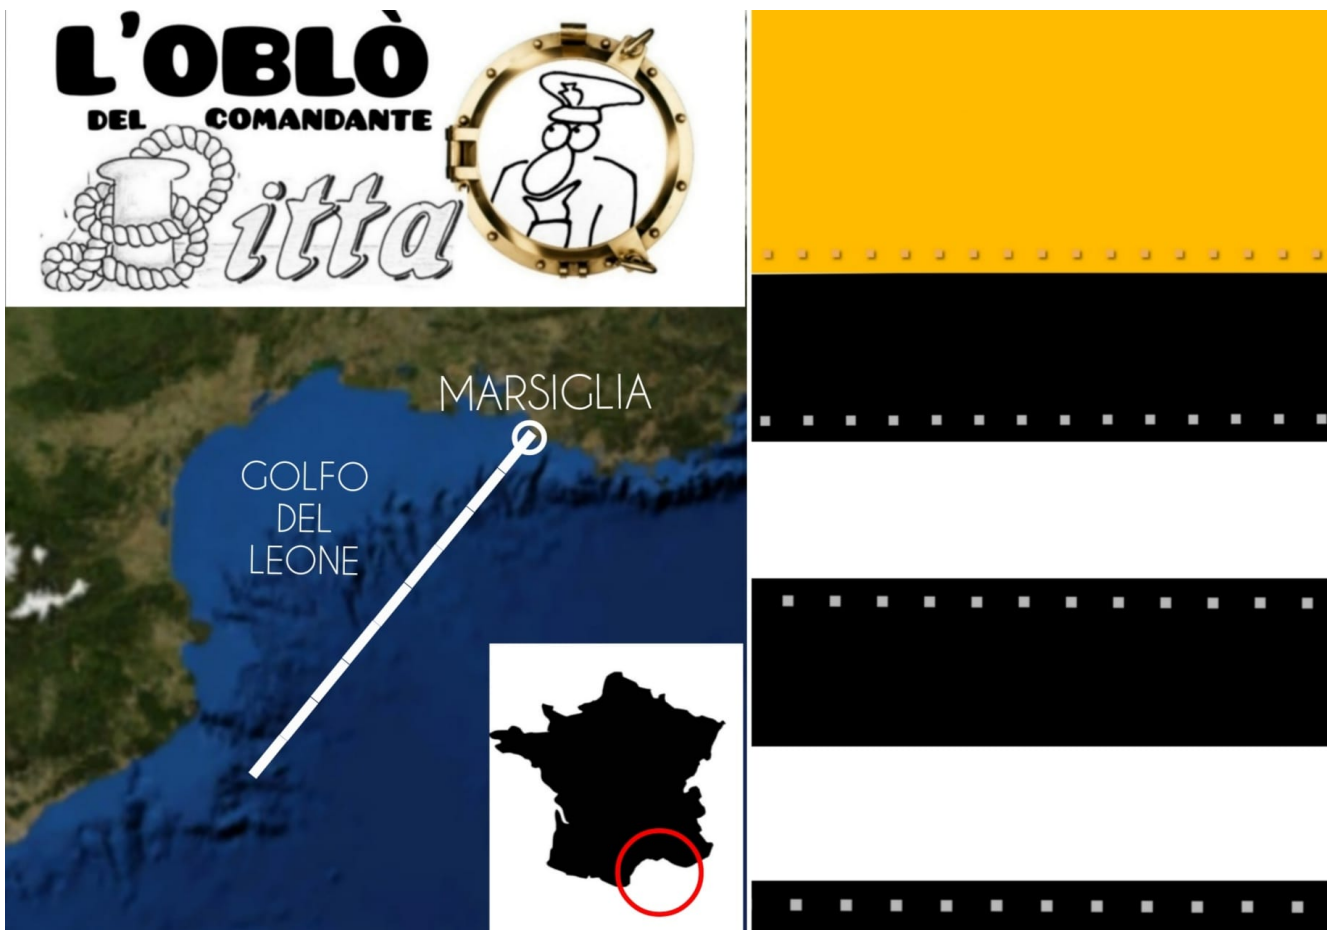 L'OBLÒ
DEL COMANDANTE
Bitta
MARSIGLIA
GOLFO
DEL
LEONE